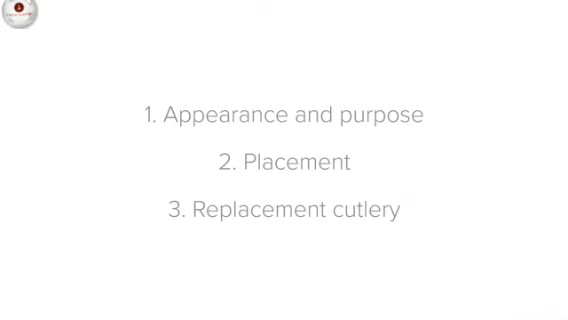 1. Appearance and purpose
2. Placement
3. Replacement cutlery